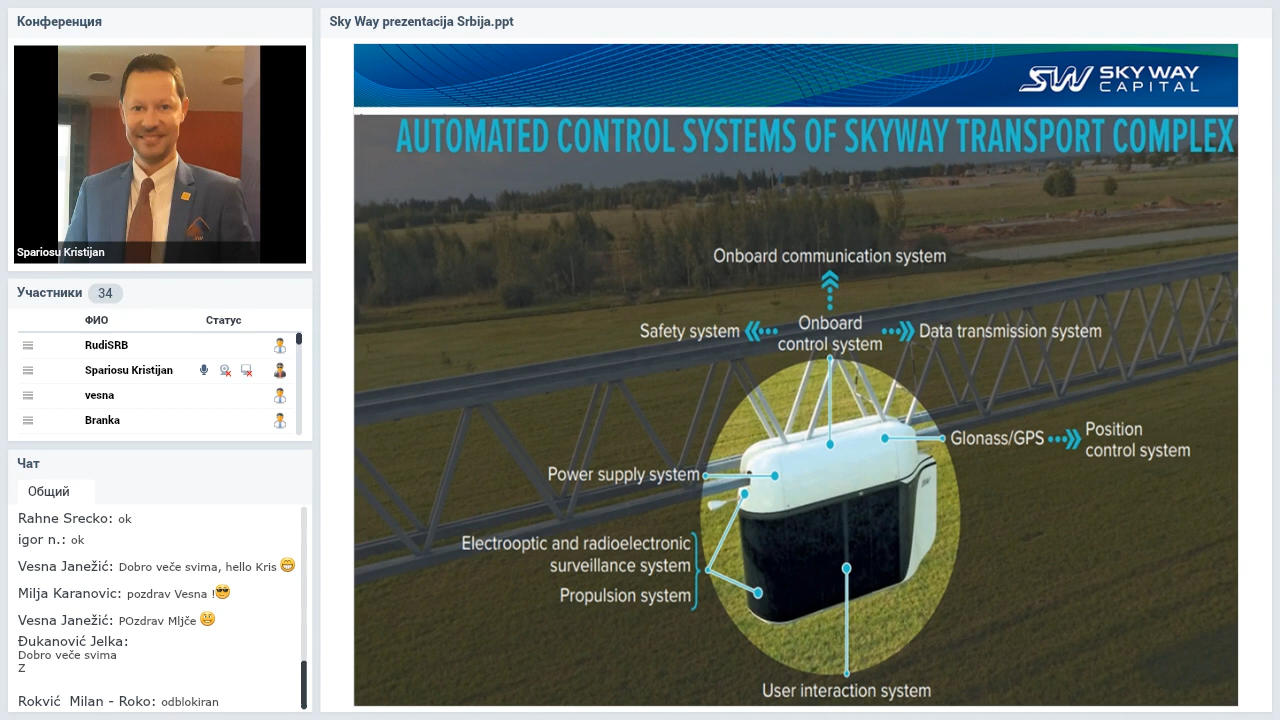 Конференция
Spariosu Kristijan
Участники 34
ФИО Статус
RudiSRB
Spariosu Kristijan
vesna
Branka
Чат
Общий
Rahne Srecko: ok
igor n.: ok
Vesna Janežić: Dobro veče svima, hello Kris
Milja Karanovic: pozdrav Vesna !
Vesna Janežić: POzdrav Mljče
Đukanović Jelka:
Dobro veče svima
Z
Rokvić Milan - Roko: odblokiran
Sky Way prezentacija Srbija.ppt
SW SKY WAY
CAPITAL
AUTOMATED CONTROL SYSTEMS OF SKYWAY TRANSPORT COMPLEX
Onboard communication system
Safety system
Onboard
control system
Data transmission system
Glonass/GPS
Position
control system
Power supply system
Electrooptic and radioelectronic
surveillance system
Propulsion system
User interaction system